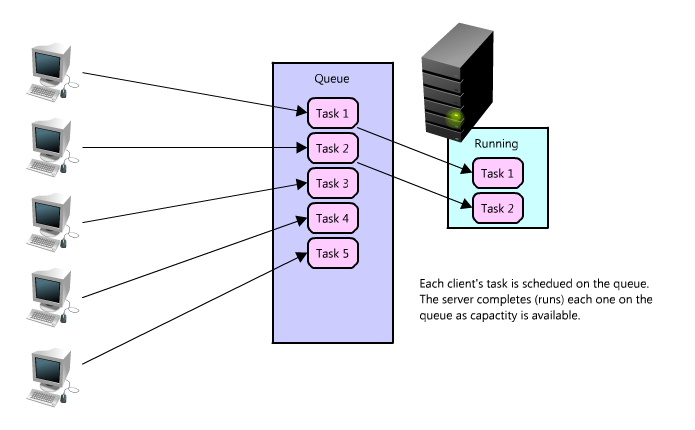 Queue
Task 1
Task 2
Task 3
Task 4
Task 5
Running
Task 1
Task 2
Each client's task is schedued on the queue.
The server completes (runs) each one on the
queue as capactity is available.